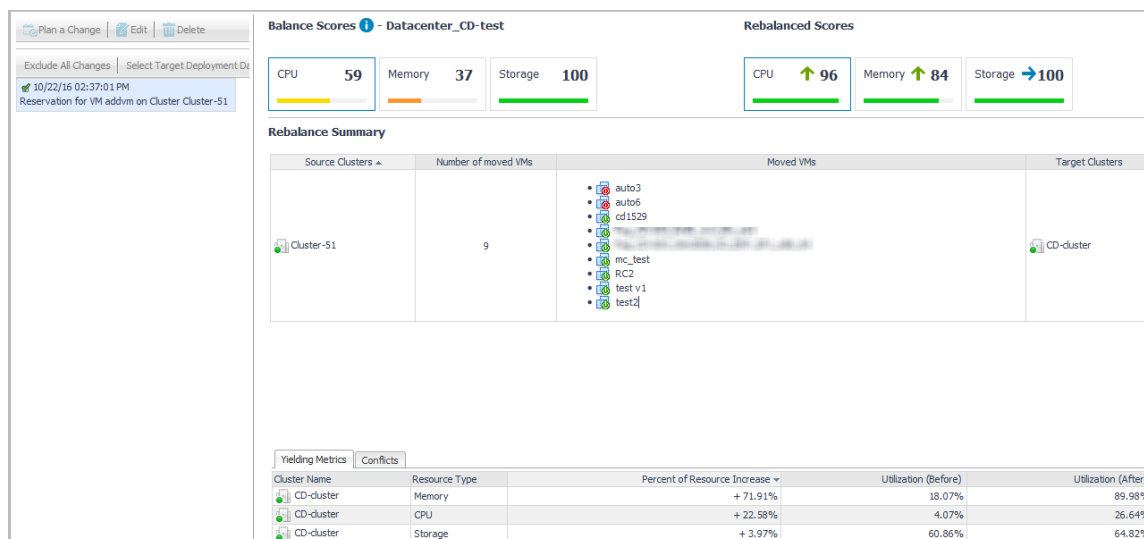 Plan a Change Edit Delete
Exclude All Changes Select Target Deployment Da
10/22/16 02:37:01 PM
Reservation for VM addvm on Cluster Cluster-51
Balance Scores i - Datacenter_CD-test
Rebalanced Scores
CPU 59 Memory 37 Storage 100
CPU 96 Memory 84 Storage 100
Rebalance Summary
Source Clusters Number of moved VMs Moved VMs Target Clusters
Cluster-51 9 CD-cluster
auto3
auto6
cd1529
mc_test
RC2
test v1
test2
Yielding Metrics Conflicts
Cluster Name Resource Type Percent of Resource Increase Utilization (Before) Utilization (After
CD-cluster Memory + 71.91% 18.07% 89.98%
CD-cluster CPU + 22.58% 4.07% 26.64%
CD-cluster Storage + 3.97% 60.86% 64.82%